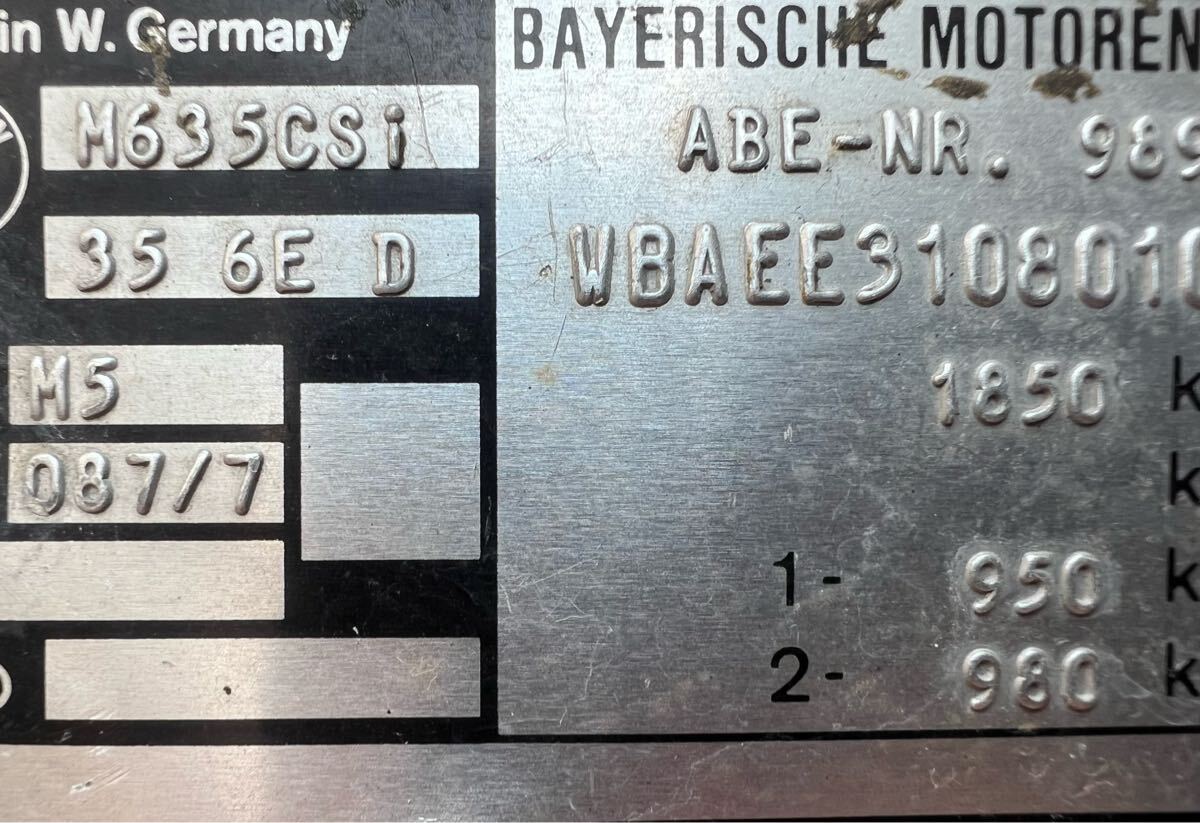 in W. Germany
M635CSi
35 6E D
M5
087/7
BAYERISCHE MOTOREN
ABE-NR. 989
WBAEE3108010
1850 k
k
1- 950 k
2- 980 k